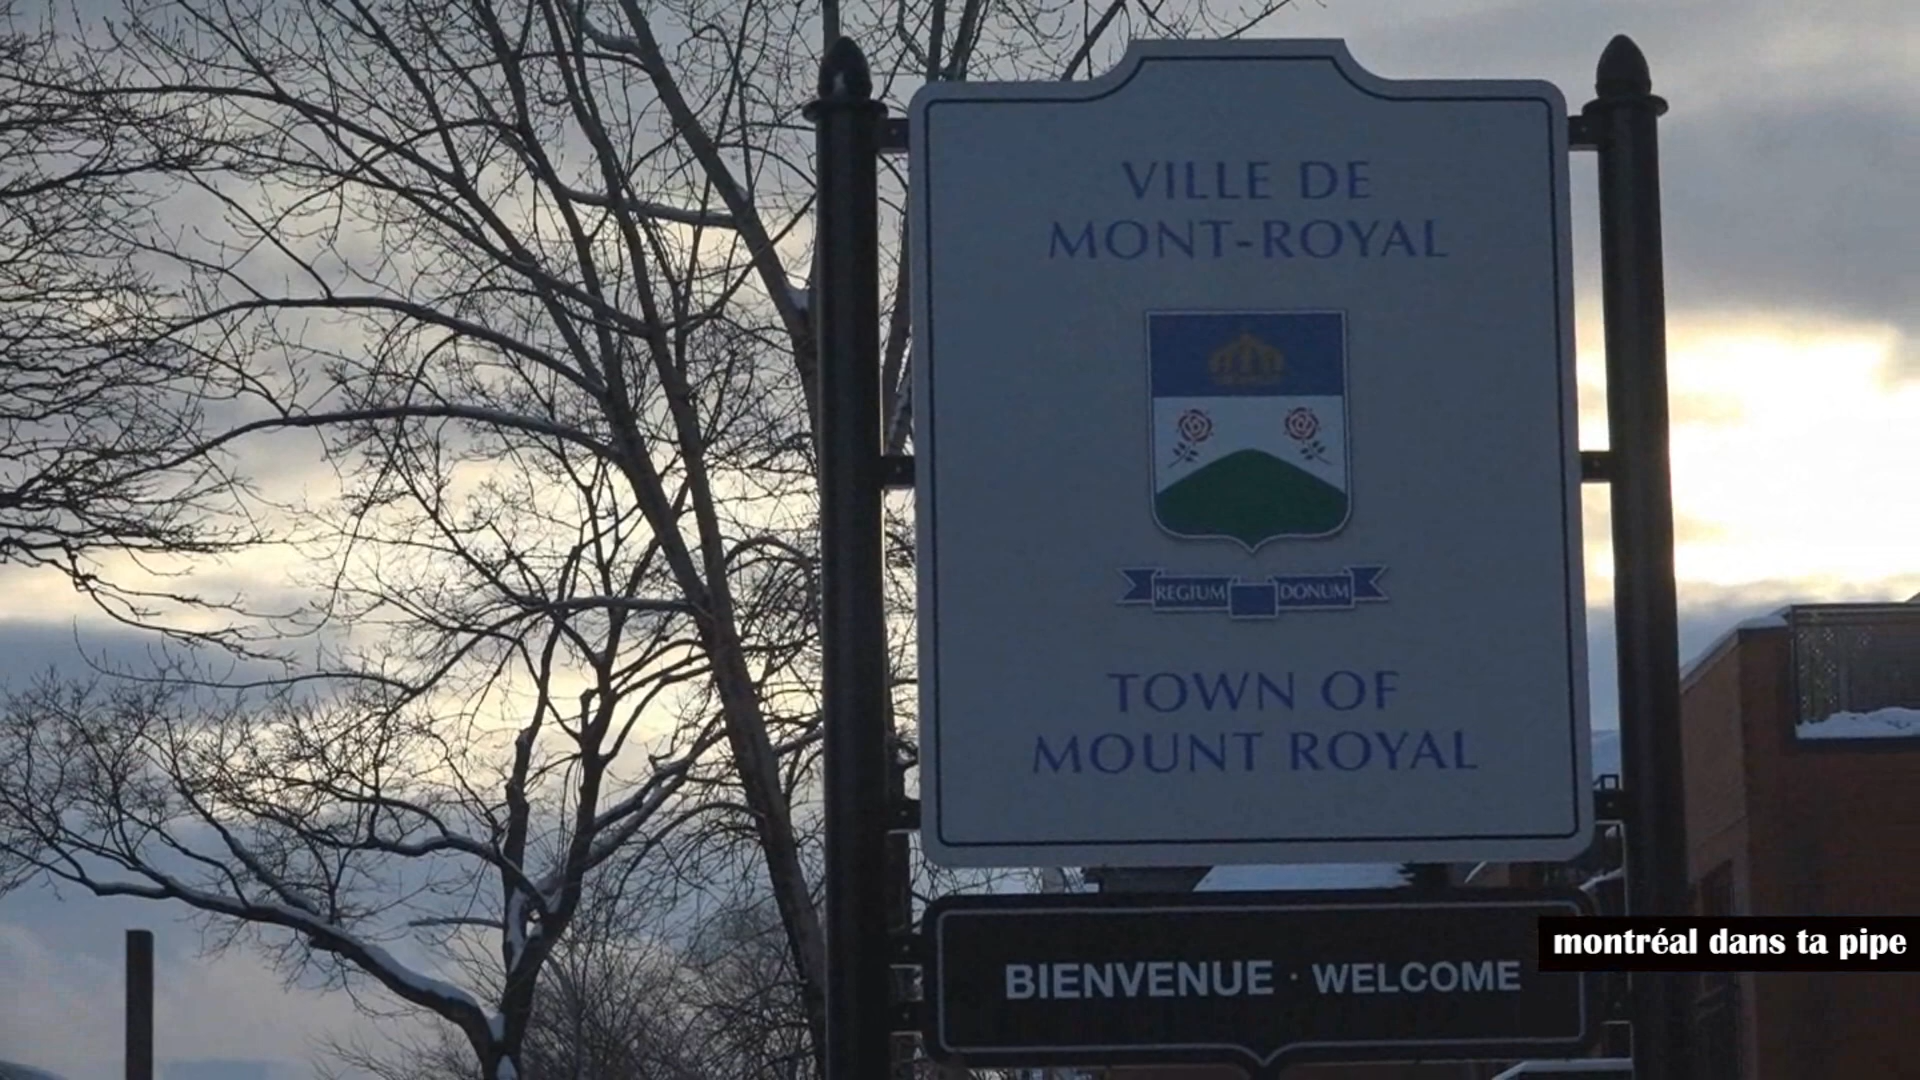 VILLE DE
MONT-ROYAL
REGIUM DONUM
TOWN OF
MOUNT ROYAL
montréal dans ta pipe
BIENVENUE · WELCOME